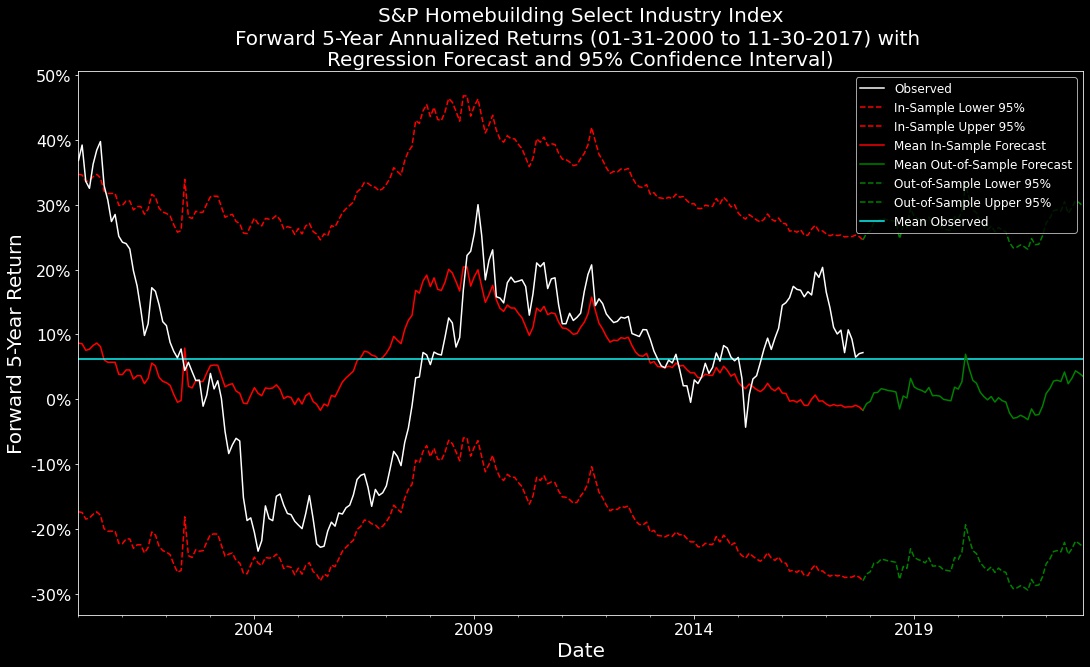 S&P Homebuilding Select Industry Index
Forward 5-Year Annualized Returns (01-31-2000 to 11-30-2017) with
Regression Forecast and 95% Confidence Interval)
50%
40%
30%
20%
10%
0%
-10%
-20%
-30%
Forward 5-Year Return
Observed
In-Sample Lower 95%
In-Sample Upper 95%
Mean In-Sample Forecast
Mean Out-of-Sample Forecast
Out-of-Sample Lower 95%
Out-of-Sample Upper 95%
Mean Observed
2004
2009
2014
2019
Date